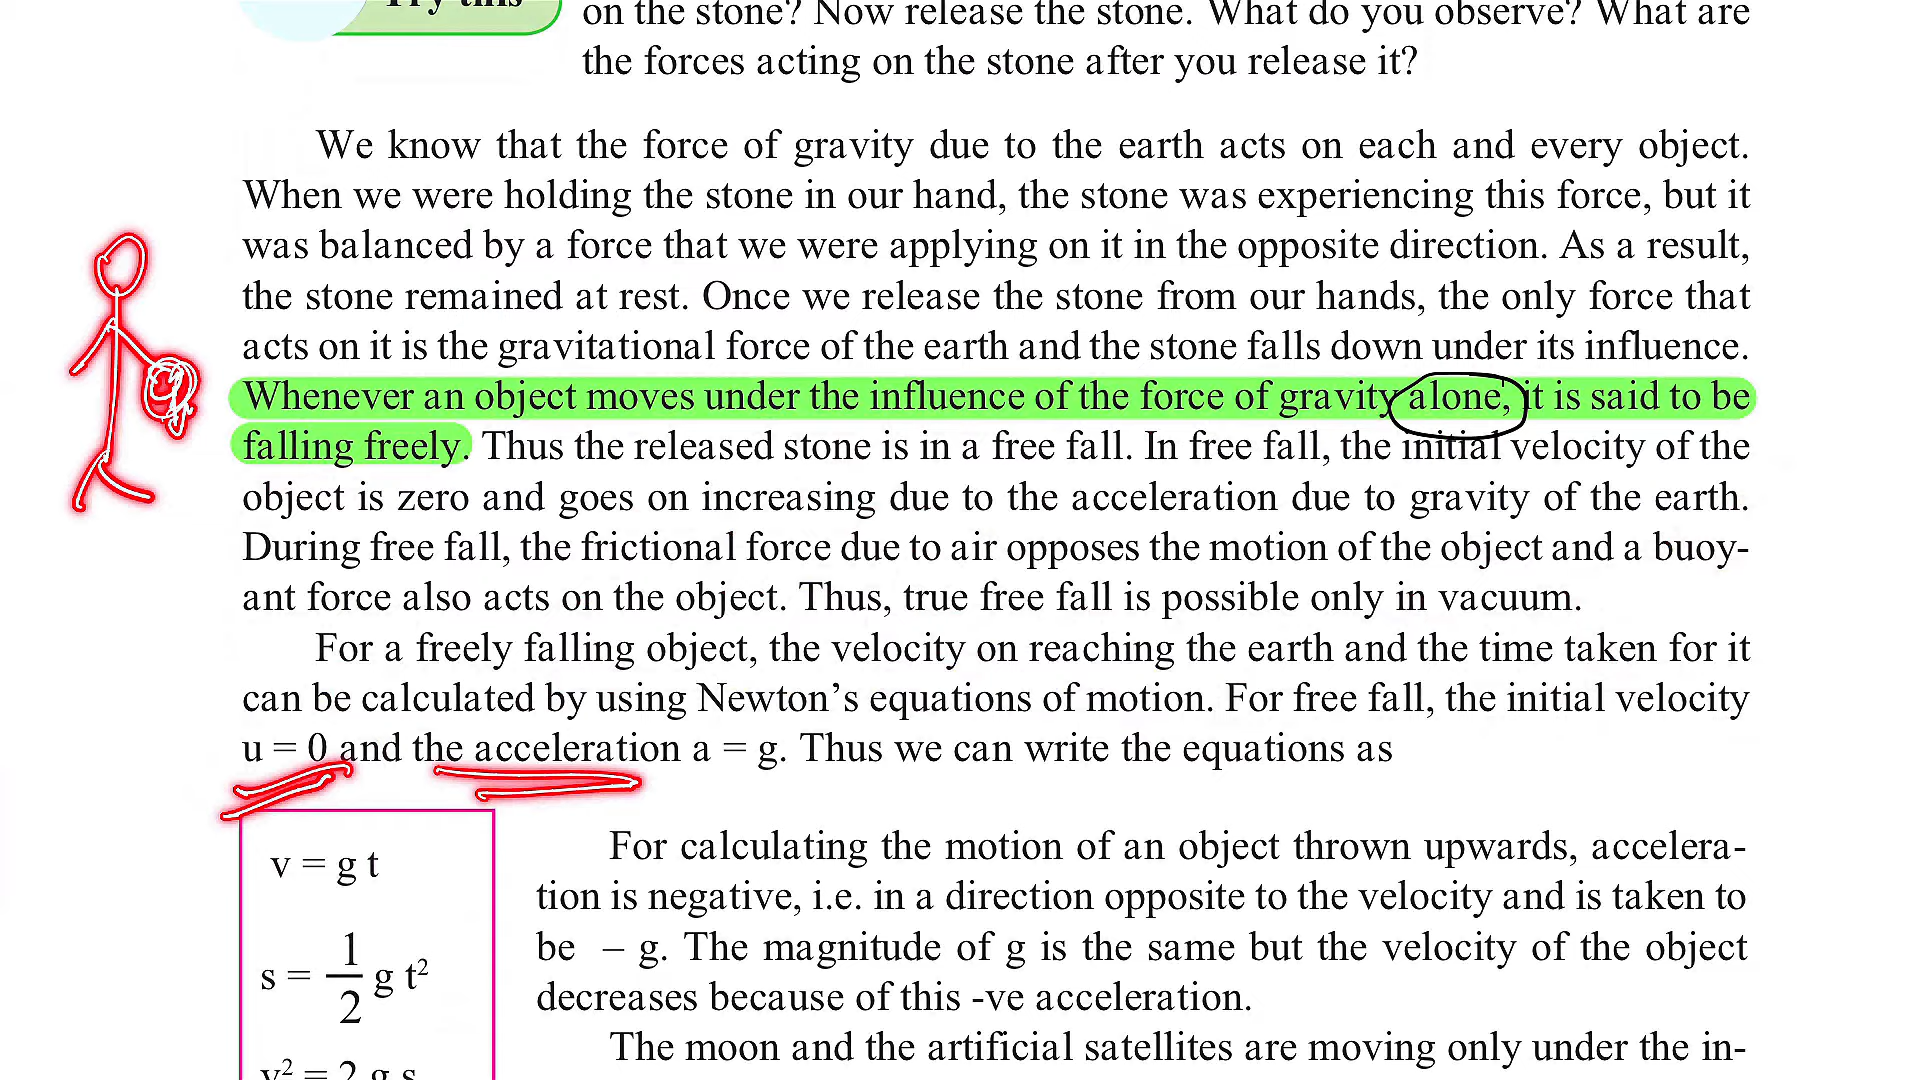 Try this
on the stone? Now release the stone. What do you observe? What are
the forces acting on the stone after you release it?
We know that the force of gravity due to the earth acts on each and every object.
When we were holding the stone in our hand, the stone was experiencing this force, but it
was balanced by a force that we were applying on it in the opposite direction. As a result,
the stone remained at rest. Once we release the stone from our hands, the only force that
acts on it is the gravitational force of the earth and the stone falls down under its influence.
Whenever an object moves under the influence of the force of gravity alone, it is said to be
falling freely. Thus the released stone is in a free fall. In free fall, the initial velocity of the
object is zero and goes on increasing due to the acceleration due to gravity of the earth.
During free fall, the frictional force due to air opposes the motion of the object and a buoy-
ant force also acts on the object. Thus, true free fall is possible only in vacuum.
For a freely falling object, the velocity on reaching the earth and the time taken for it
can be calculated by using Newton’s equations of motion. For free fall, the initial velocity
u = 0 and the acceleration a = g. Thus we can write the equations as
v = g t
s = 1/2 g t²
v² = 2 g s
For calculating the motion of an object thrown upwards, accelera-
tion is negative, i.e. in a direction opposite to the velocity and is taken to
be – g. The magnitude of g is the same but the velocity of the object
decreases because of this -ve acceleration.
The moon and the artificial satellites are moving only under the in-